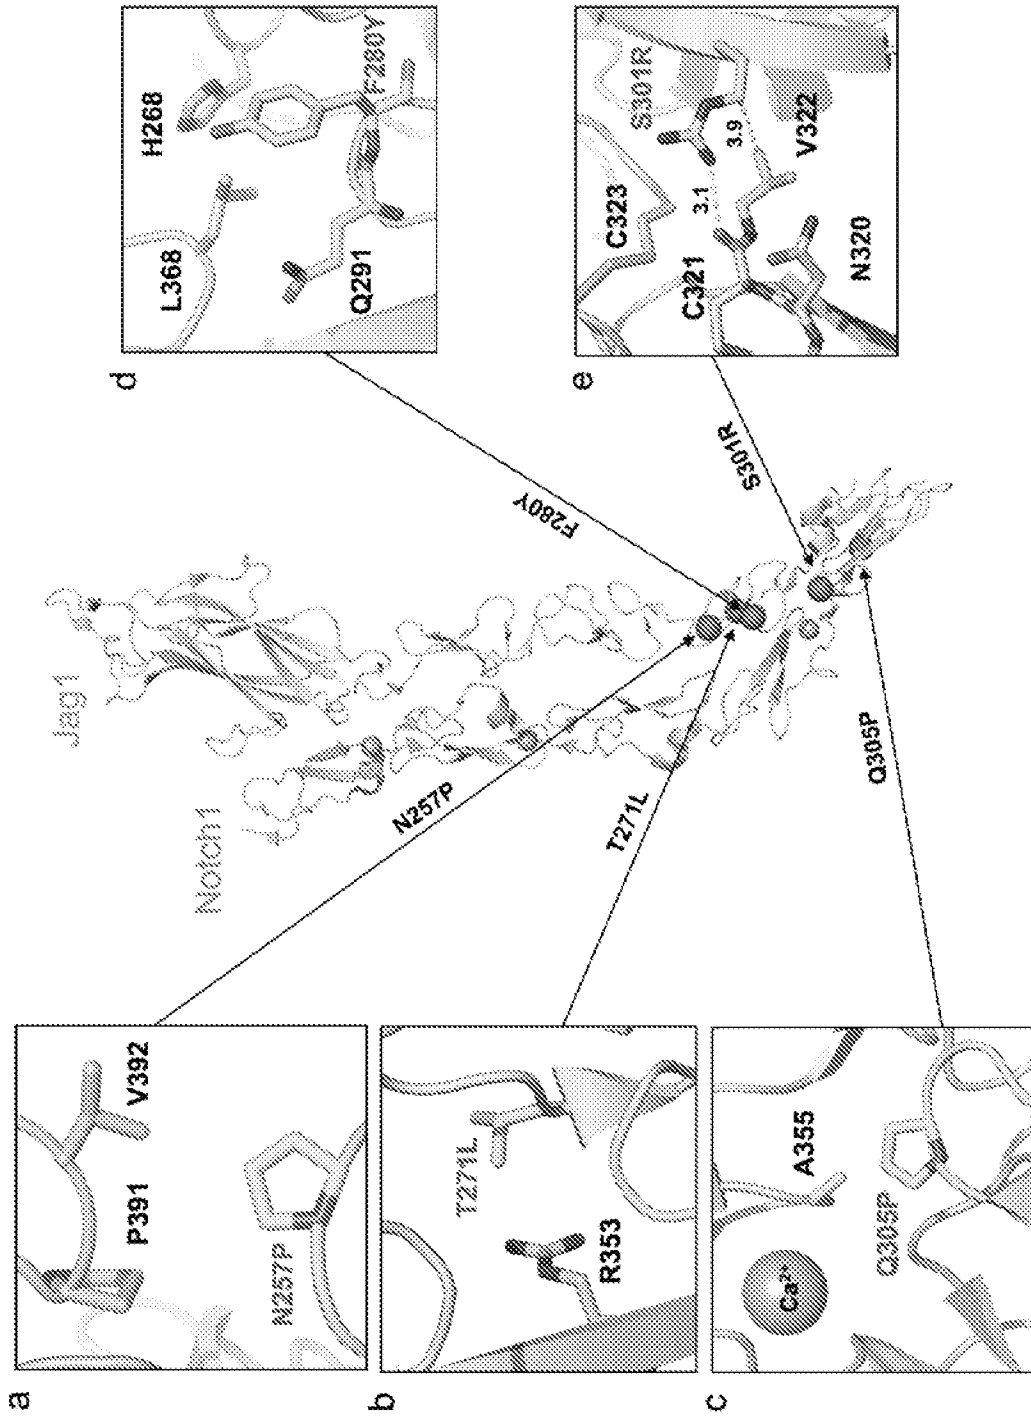 a
P391
V392
N257P
b
T271L
R353
c
Ca²⁺
A355
Q305P
Notch1
Jag1
N257P
T271L
Q305P
F280Y
S301R
d
L368
H268
Q291
F280Y
e
C323
S301R
C321
3.1
3.9
N320
V322